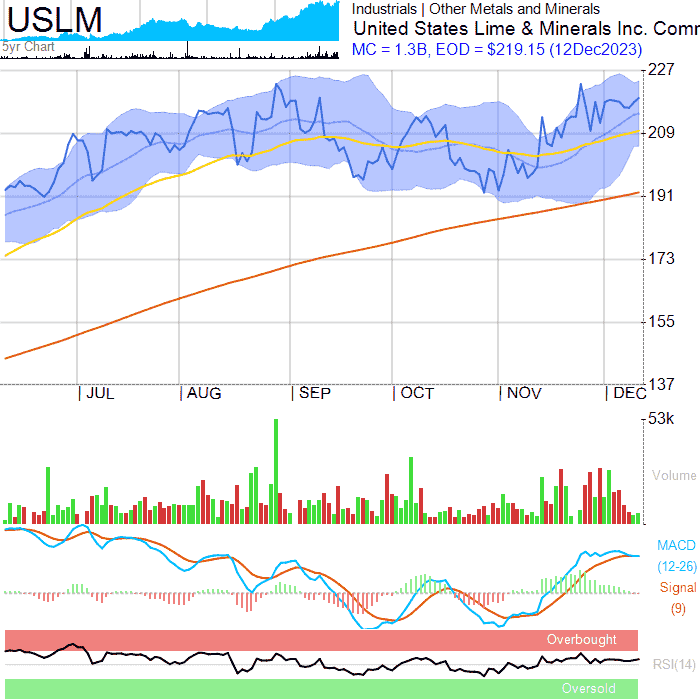 USLM
5yr Chart
Industrials | Other Metals and Minerals
United States Lime & Minerals Inc. Comm
MC = 1.3B, EOD = $219.15 (12Dec2023)
227
209
191
173
155
137
JUL AUG SEP OCT NOV DEC
53k
Volume
MACD
(12-26)
Signal
(9)
Overbought
RSI(14)
Oversold